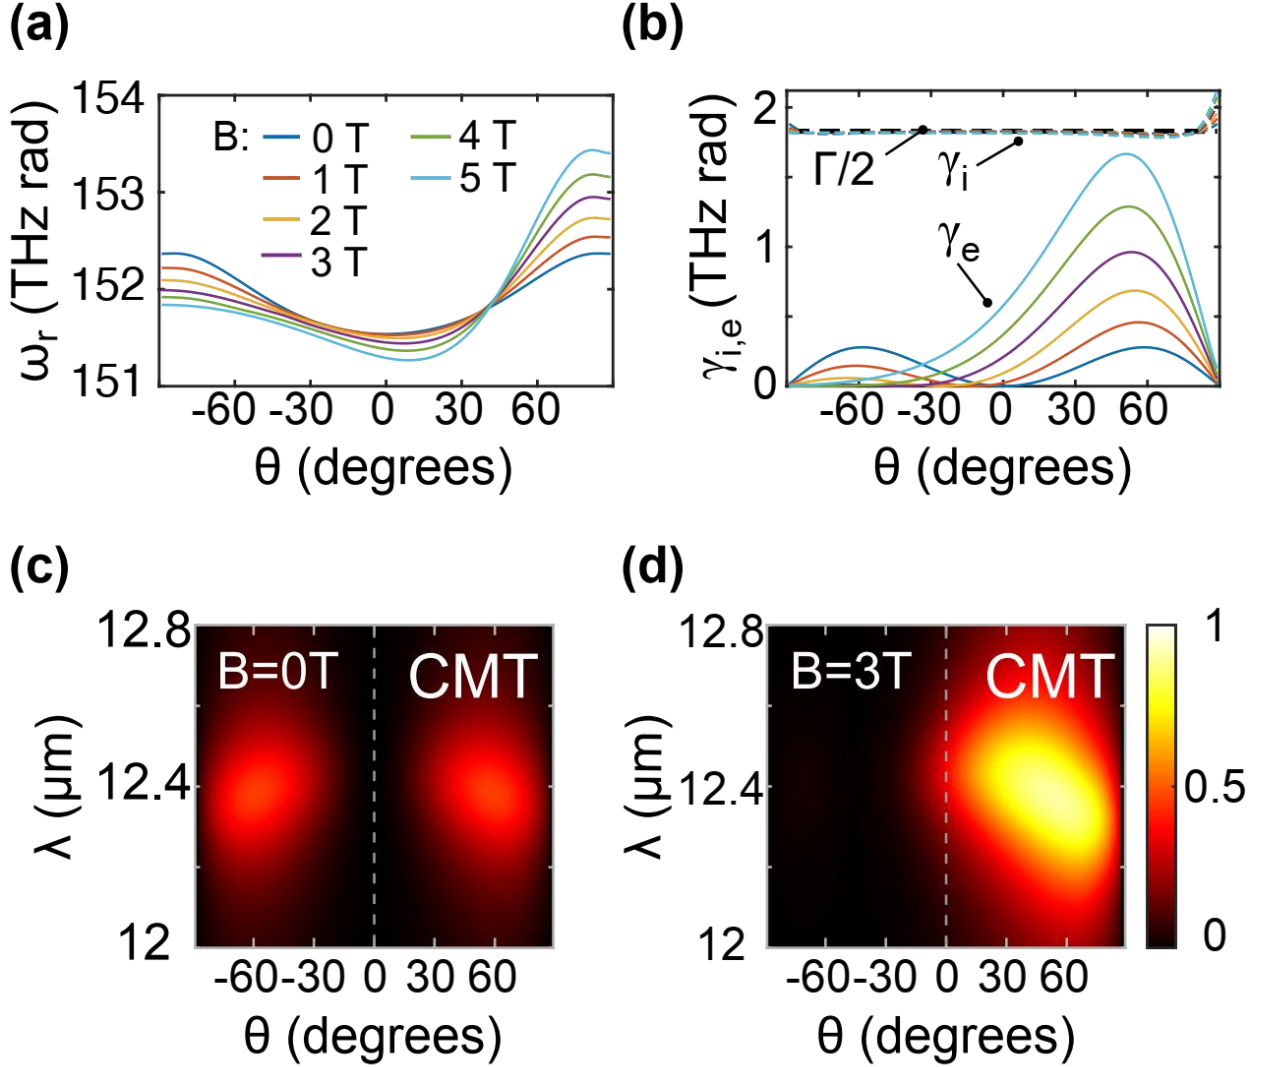 (a)
ωr (THz rad)
154
153
152
151
B: 0 T 4 T
1 T 5 T
2 T
3 T
-60 -30 0 30 60
θ (degrees)
(b)
γi,e (THz rad)
2
1
0
Γ/2 γi
γe
-60 -30 0 30 60
θ (degrees)
(c)
λ (μm)
12.8
12.4
12
B=0T CMT
-60 -30 0 30 60
θ (degrees)
(d)
λ (μm)
12.8
12.4
12
B=3T CMT
-60 -30 0 30 60
θ (degrees)
1
0.5
0